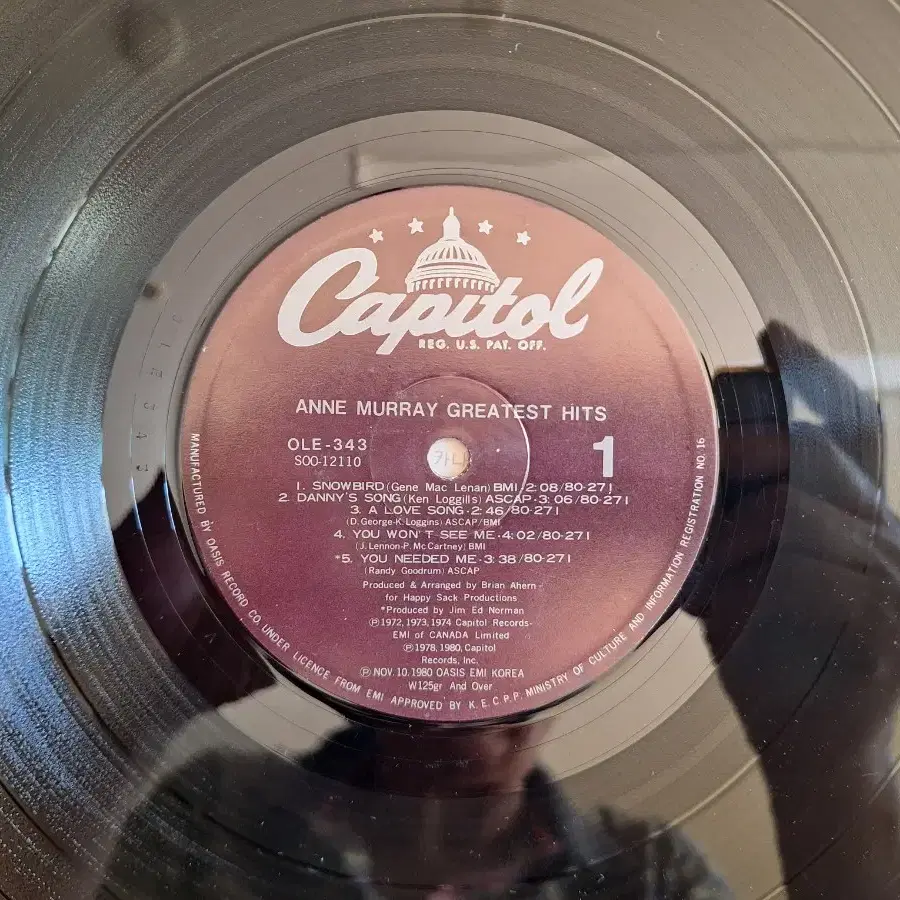 Capitol
REG. U.S. PAT. OFF.
ANNE MURRAY GREATEST HITS
OLE-343
SOO-12110
1
1. SNOWBIRD (Gene Mac Lenan) BMI-2:08/80-271
2. DANNY'S SONG (Ken Loggills) ASCAP-3:06/80-271
3. A LOVE SONG-2:46/80-271
(D. George-K. Loggins) ASCAP/BMI
4. YOU WON'T SEE ME-4:02/80-271
(J. Lennon-P. McCartney) BMI
*5. YOU NEEDED ME-3:38/80-271
(Randy Goodrum) ASCAP
Produced & Arranged by Brian Ahern-
for Happy Sack Productions
*Produced by Jim Ed Norman
Ⓟ1972, 1973, 1974 Capitol Records-
EMI of CANADA Limited
Ⓟ1978, 1980, Capitol
Records, Inc.
Ⓟ NOV. 10. 1980 OASIS EMI KOREA
W125gr And Over
MANUFACTURED BY OASIS RECORD CO. UNDER LICENCE FROM EMI APPROVED BY K.E.C.P.P. MINISTRY OF CULTURE AND INFORMATION REGISTRATION NO. 16